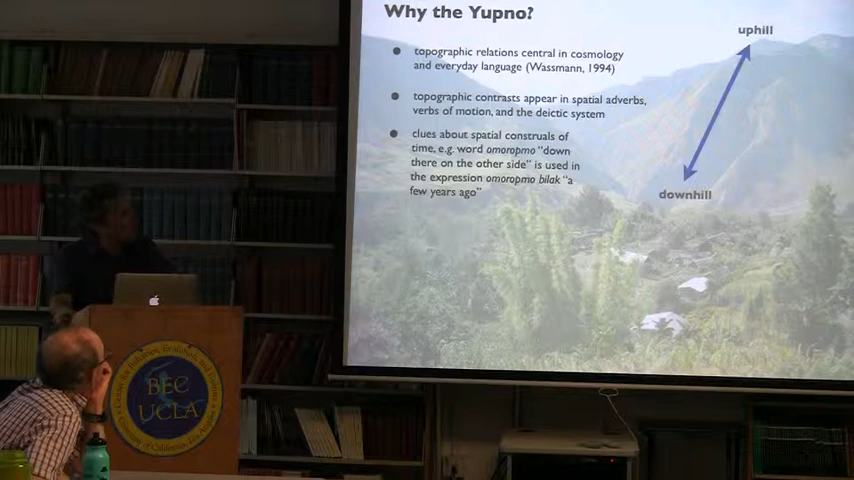 Why the Yupno?
uphill
topographic relations central in cosmology
and everyday language (Wassmann, 1994)
topographic contrasts appear in spatial adverbs,
verbs of motion, and the deictic system
clues about spatial construals of
time, e.g. word omoropmo "down
there on the other side" is used in
the expression omoropmo bilak "a
few years ago"
downhill
BEC
UCLA